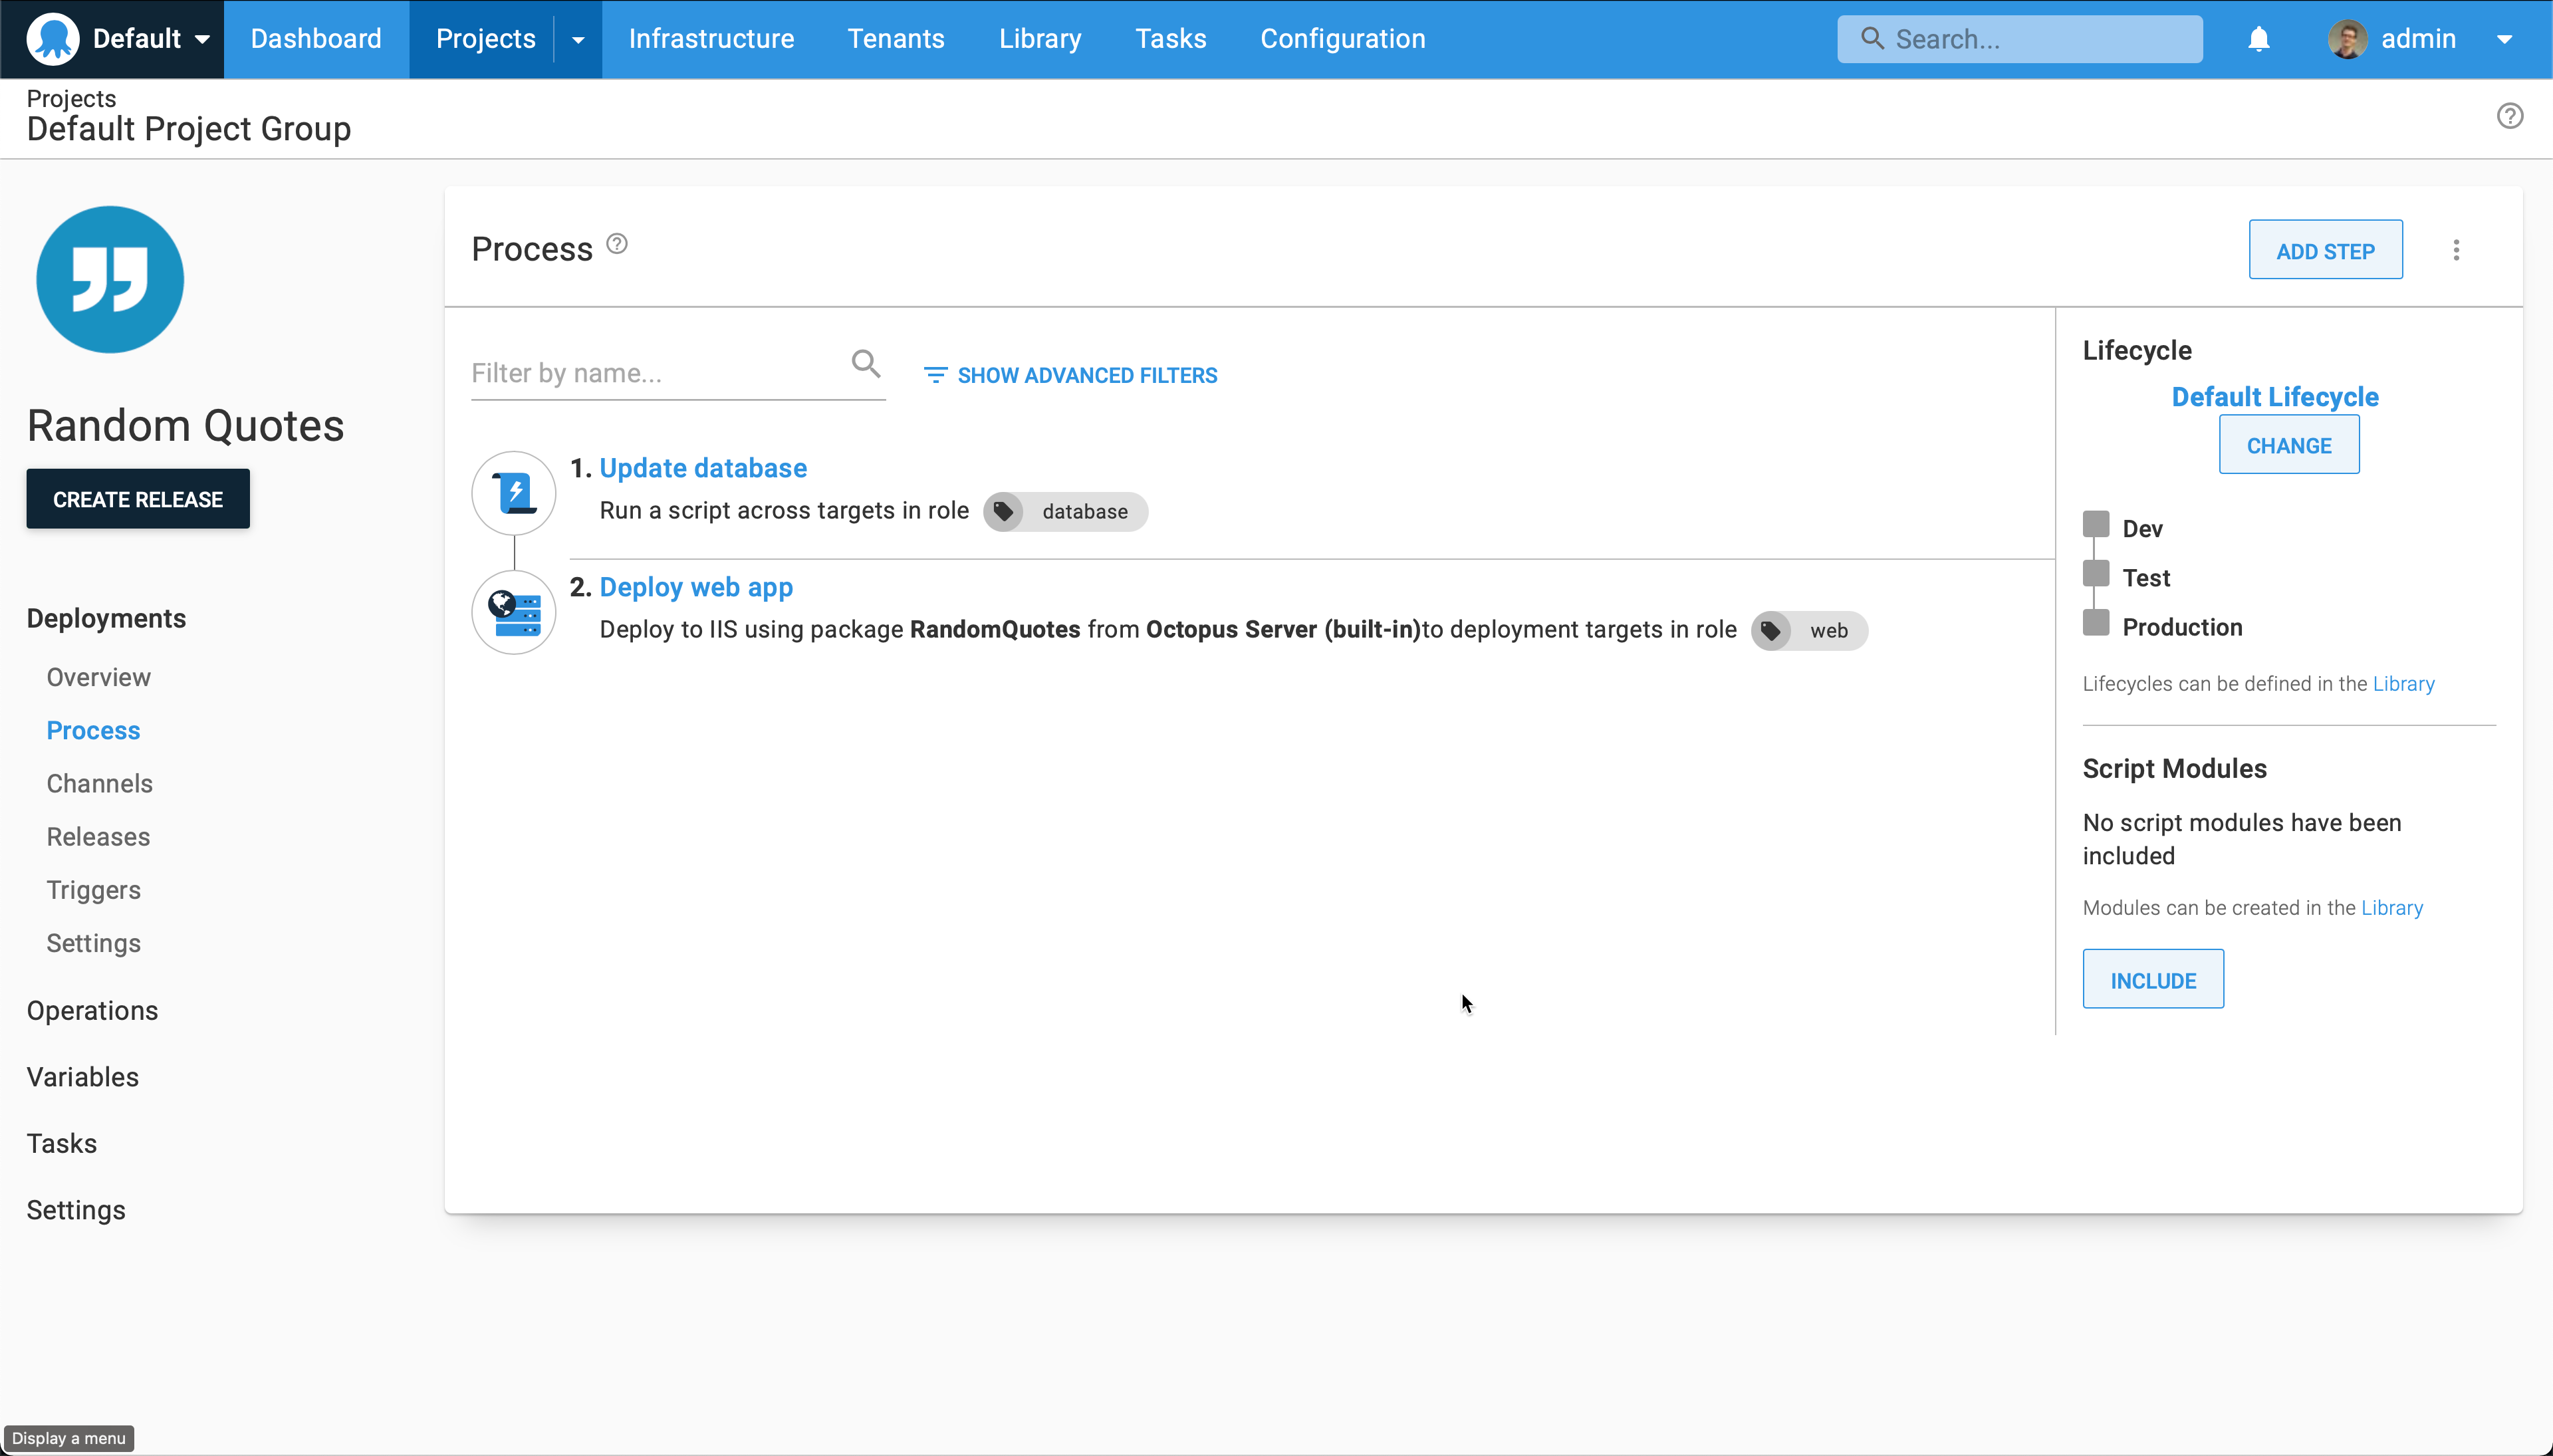 Default
Dashboard
Projects
Infrastructure
Tenants
Library
Tasks
Configuration
Search...
admin
Projects
Default Project Group
Random Quotes
CREATE RELEASE
Deployments
Overview
Process
Channels
Releases
Triggers
Settings
Operations
Variables
Tasks
Settings
Process
ADD STEP
Filter by name...
SHOW ADVANCED FILTERS
1. Update database
Run a script across targets in role database
2. Deploy web app
Deploy to IIS using package RandomQuotes from Octopus Server (built-in)to deployment targets in role web
Lifecycle
Default Lifecycle
CHANGE
Dev
Test
Production
Lifecycles can be defined in the Library
Script Modules
No script modules have been
included
Modules can be created in the Library
INCLUDE
Display a menu